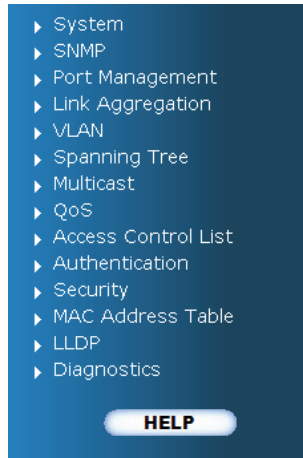 System
SNMP
Port Management
Link Aggregation
VLAN
Spanning Tree
Multicast
QoS
Access Control List
Authentication
Security
MAC Address Table
LLDP
Diagnostics
HELP